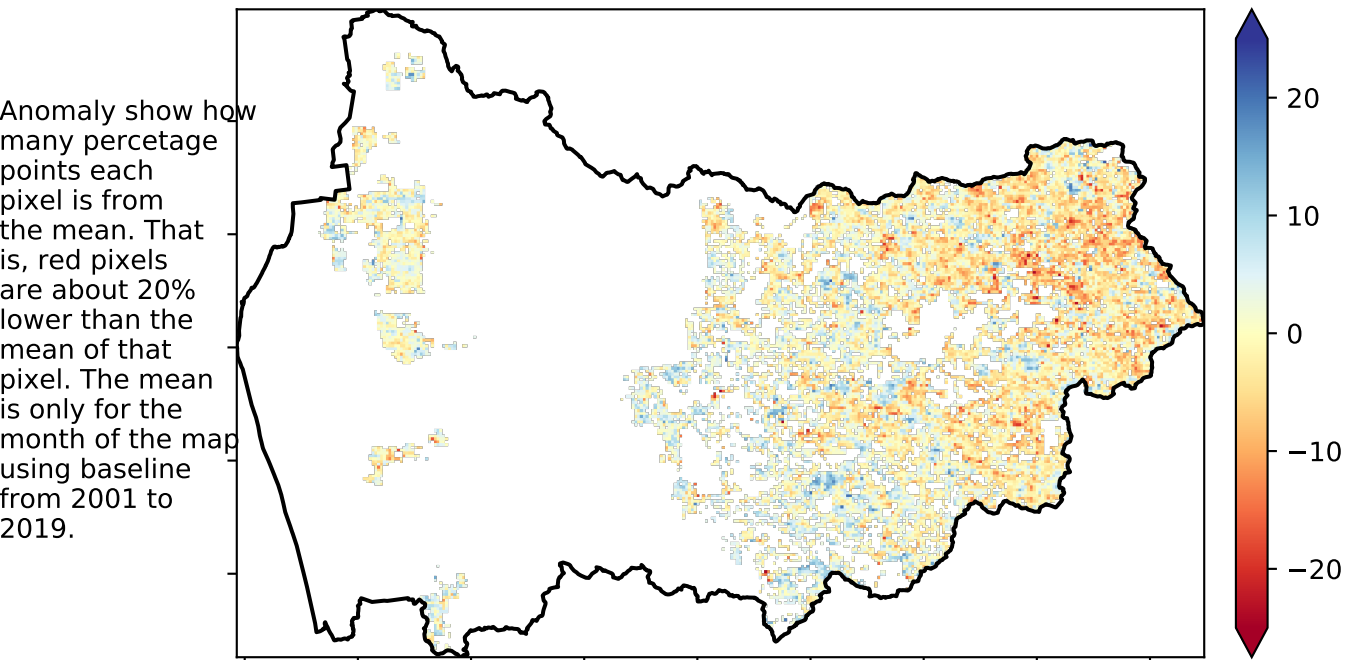 Anomaly show how
many percetage
points each
pixel is from
the mean. That
is, red pixels
are about 20%
lower than the
mean of that
pixel. The mean
is only for the
month of the map
using baseline
from 2001 to
2019.
20
10
0
−10
−20